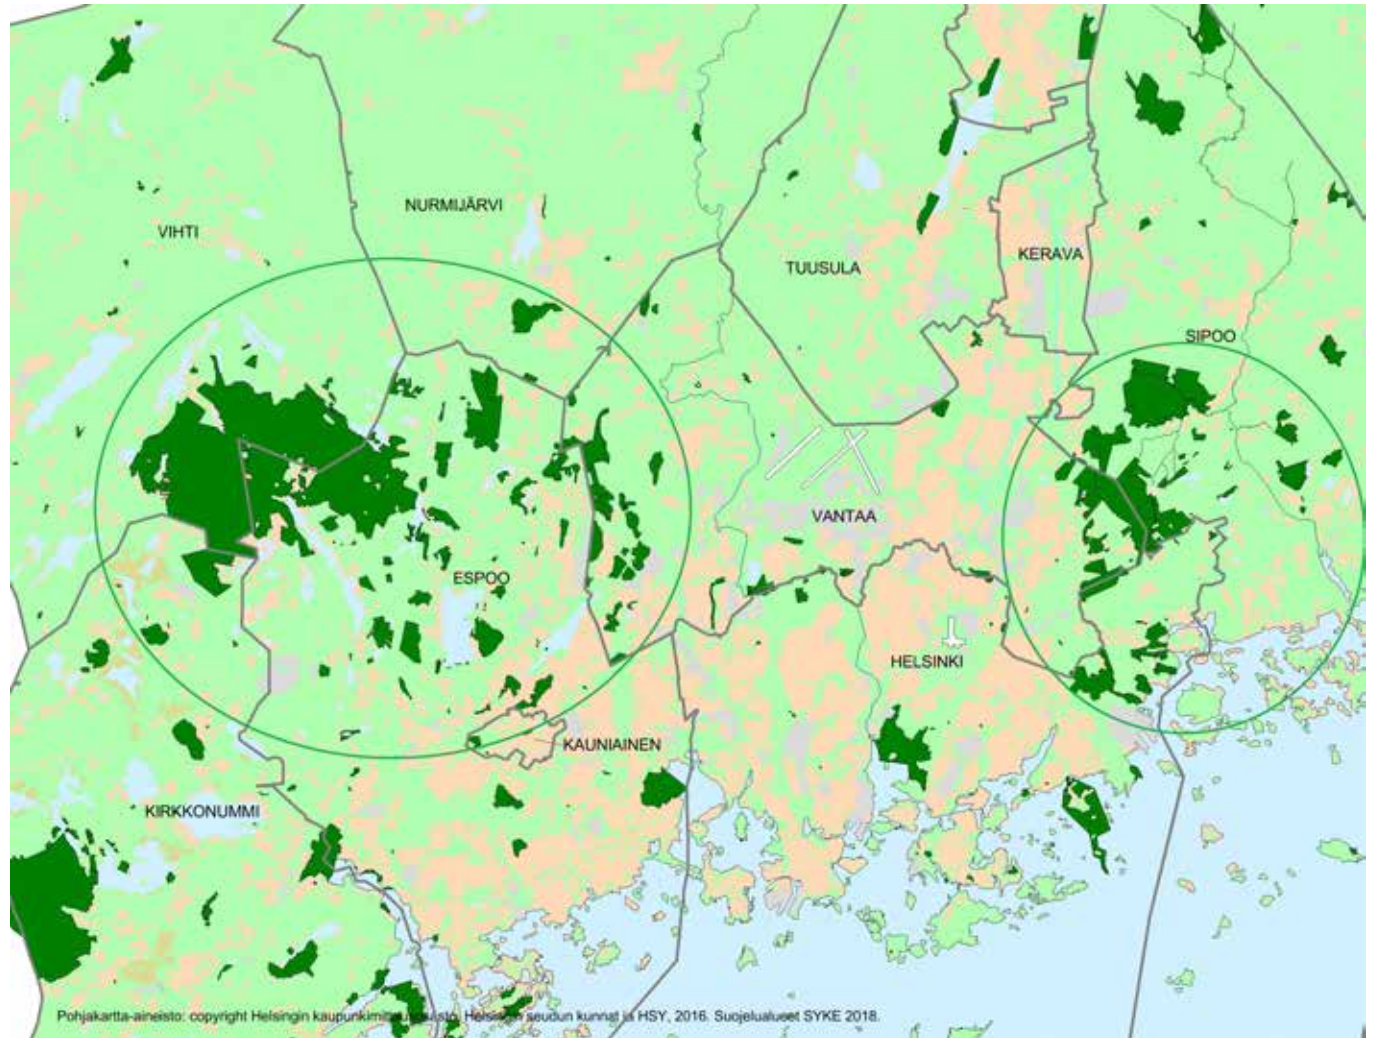 NURMIJÄRVI
VIHTI
KERAVA
TUUSULA
SIPOO
VANTAA
ESPOO
HELSINKI
KAUNIAINEN
KIRKKONUMMI
Pohjakartta-aineisto: copyright Helsingin kaupunkimittausosasto, Helsingin seudun kunnat ja HSY, 2016. Suojelualueet SYKE 2018.